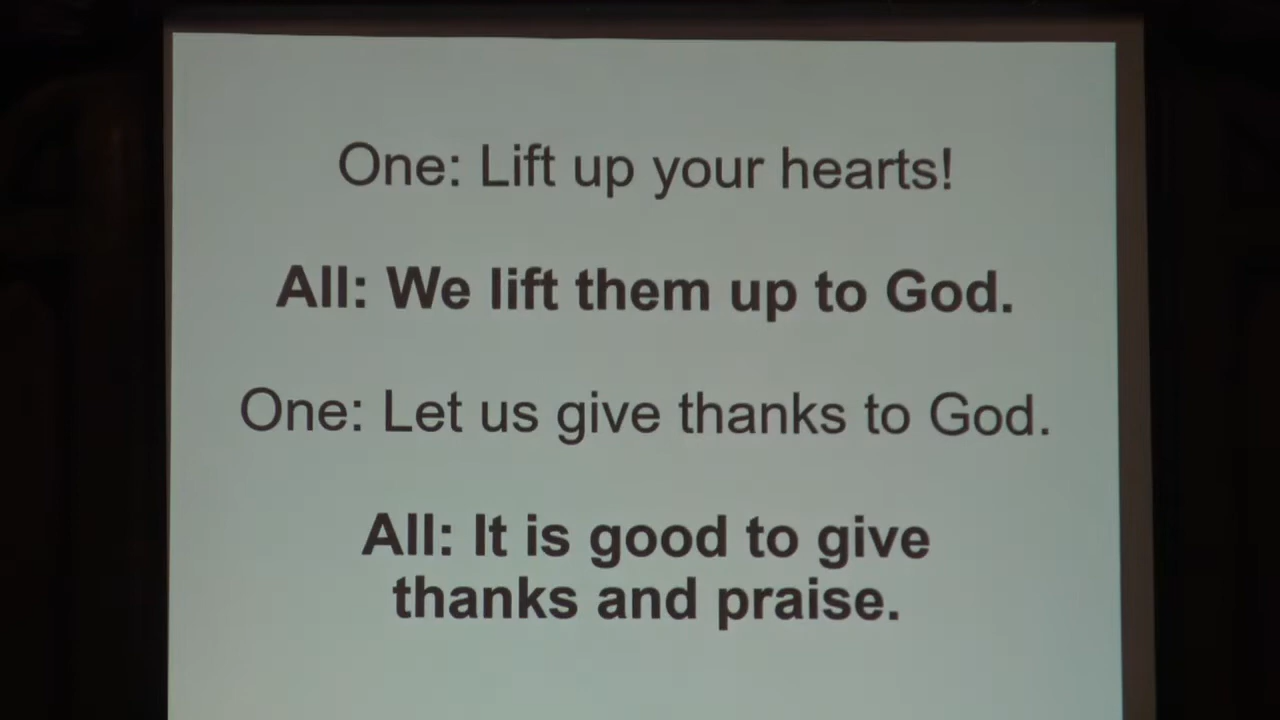 One: Lift up your hearts!
All: We lift them up to God.
One: Let us give thanks to God.
All: It is good to give
thanks and praise.